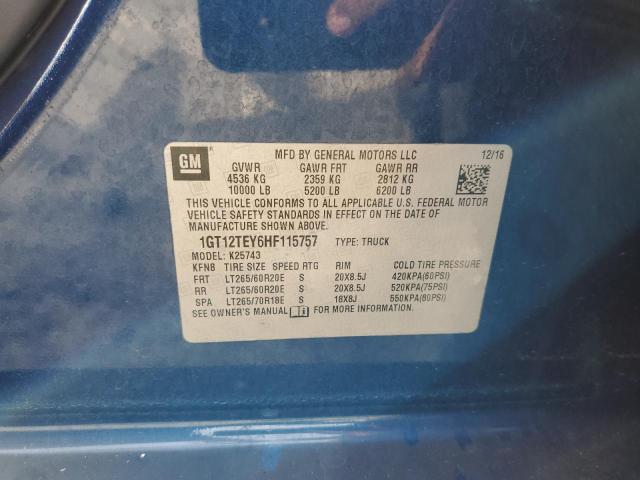 GM
MFD BY GENERAL MOTORS LLC 12/16
GVWR GAWR FRT GAWR RR
4536 KG 2359 KG 2812 KG
10000 LB 5200 LB 6200 LB
THIS VEHICLE CONFORMS TO ALL APPLICABLE U.S. FEDERAL MOTOR
VEHICLE SAFETY STANDARDS IN EFFECT ON THE DATE OF
MANUFACTURE SHOWN ABOVE.
1GT12TEY6HF115757 TYPE: TRUCK
MODEL: K25743
KFN8 TIRE SIZE SPEED RTG RIM COLD TIRE PRESSURE
FRT LT265/60R20E S 20X8.5J 420KPA(60PSI)
RR LT265/60R20E S 20X8.5J 520KPA(75PSI)
SPA LT265/70R18E S 18X8J 550KPA(80PSI)
SEE OWNER'S MANUAL FOR MORE INFORMATION.